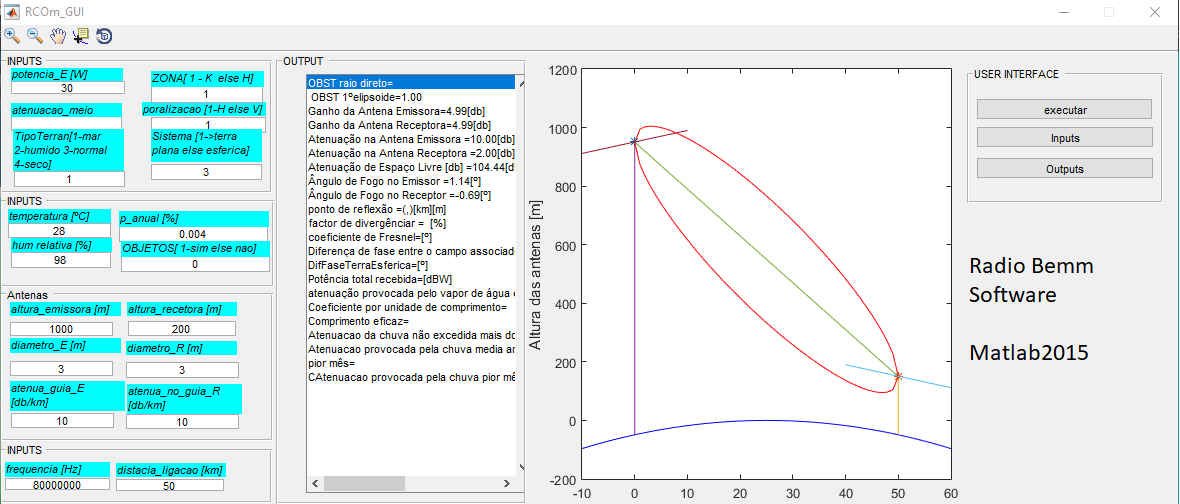 RCOm_GUI
INPUTS
potencia_E [W]
30
ZONA[ 1 - K else H]
1
atenuacao_meio
poralizacao [1-H else V]
1
TipoTerran[1-mar
2-humido 3-normal
4-seco]
1
Sistema [1->terra
plana else esferica]
3
INPUTS
temperatura [ºC]
28
p_anual [%]
0.004
hum relativa [%]
98
OBJETOS[ 1-sim else nao]
0
Antenas
altura_emissora [m]
1000
altura_recetora [m]
200
diametro_E [m]
3
diametro_R [m]
3
atenua_guia_E
[db/km]
10
atenua_no_guia_R
[db/km]
10
INPUTS
frequencia [Hz]
80000000
distacia_ligacao [km]
50
OUTPUT
OBST raio direto=
OBST 1ºelipsoide=1.00
Ganho da Antena Emissora=4.99[db]
Ganho da Antena Receptora=4.99[db]
Atenuação na Antena Emissora =10.00[db]
Atenuação na Antena Receptora =2.00[db]
Atenuação de Espaço Livre [db] =104.44[db
Ângulo de Fogo no Emissor =1.14[º]
Ângulo de Fogo no Receptor =-0.69[º]
ponto de reflexão =(,)[km][m]
factor de divergênciar = [%]
coeficiente de Fresnel=[º]
Diferença de fase entre o campo associado
DifFaseTerraEsferica=[º]
Potência total recebida=[dBW]
atenuação provocada pelo vapor de água e
Coeficiente por unidade de comprimento=
Comprimento eficaz=
Atenuacao da chuva não excedida mais do
Atenuacao provocada pela chuva media an
pior mês=
CAtenuacao provocada pela chuva pior mê
Altura das antenas [m]
1200
1000
800
600
400
200
0
-200
-10 0 10 20 30 40 50 60
USER INTERFACE
executar
Inputs
Outputs
Radio Bemm
Software
Matlab2015